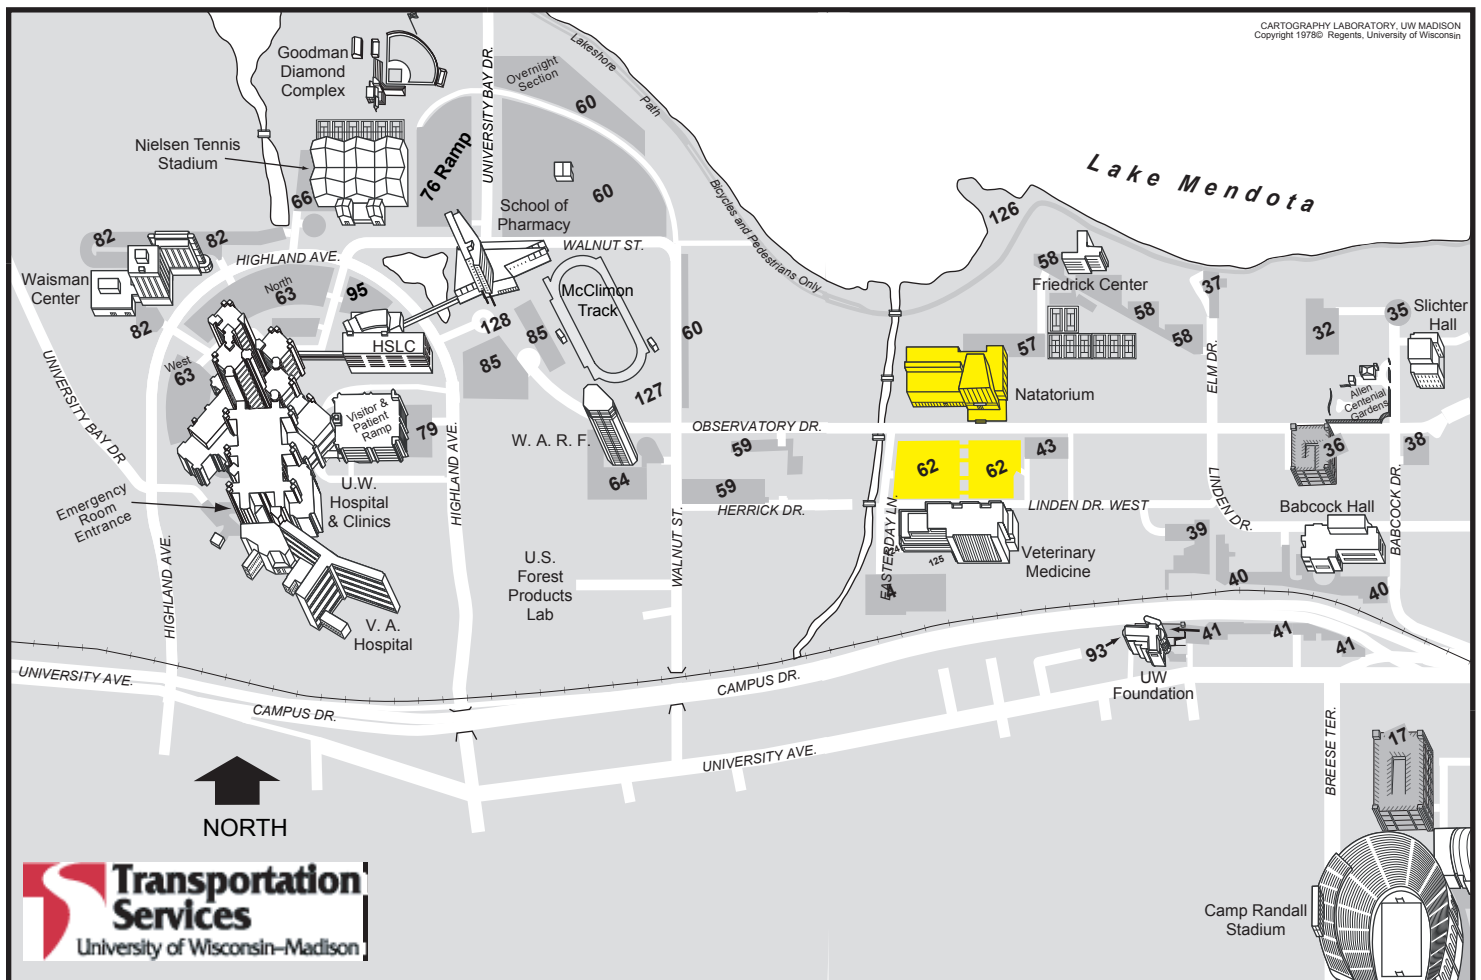 CARTOGRAPHY LABORATORY, UW MADISON
Copyright 1978© Regents, University of Wisconsin
Goodman
Diamond
Complex
UNIVERSITY BAY DR.
Overnight
Section
60
Lakeshore
Path
Nielsen Tennis
Stadium
76 Ramp
60
66
School of
Pharmacy
Bicycles and Pedestrians Only
Lake Mendota
126
82
82
HIGHLAND AVE.
WALNUT ST.
Waisman
Center
North
63
95
McClimon
Track
58
Friedrick Center
37
58
58
82
128
85
60
HSLC
85
West
63
57
32
35
Slichter
Hall
ELM DR.
UNIVERSITY BAY DR
Visitor &
Patient
Ramp
79
127
Natatorium
Allen
Centenial
Gardens
OBSERVATORY DR.
W. A. R. F.
59
43
36
38
HIGHLAND AVE.
64
59
62
62
U.W.
Hospital
& Clinics
Emergency
Room
Entrance
HERRICK DR.
EASTERDAY LN.
LINDEN DR. WEST
LINDEN DR.
Babcock Hall
BABCOCK DR.
39
HIGHLAND AVE.
WALNUT ST.
U.S.
Forest
Products
Lab
125
Veterinary
Medicine
40
40
V. A.
Hospital
93
41
41
41
UW
Foundation
UNIVERSITY AVE.
CAMPUS DR.
CAMPUS DR.
UNIVERSITY AVE.
BREESE TER.
17
NORTH
Transportation
Services
University of Wisconsin–Madison
Camp Randall
Stadium